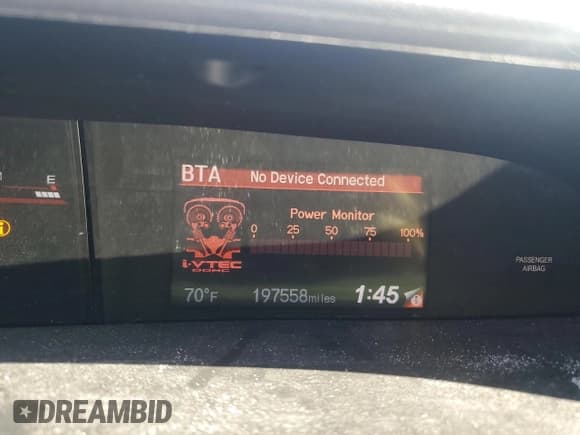 E
BTA No Device Connected
Power Monitor
0 25 50 75 100%
i-VTEC
DOHC
70°F 197558miles 1:45
PASSENGER
AIRBAG
DREAMBID